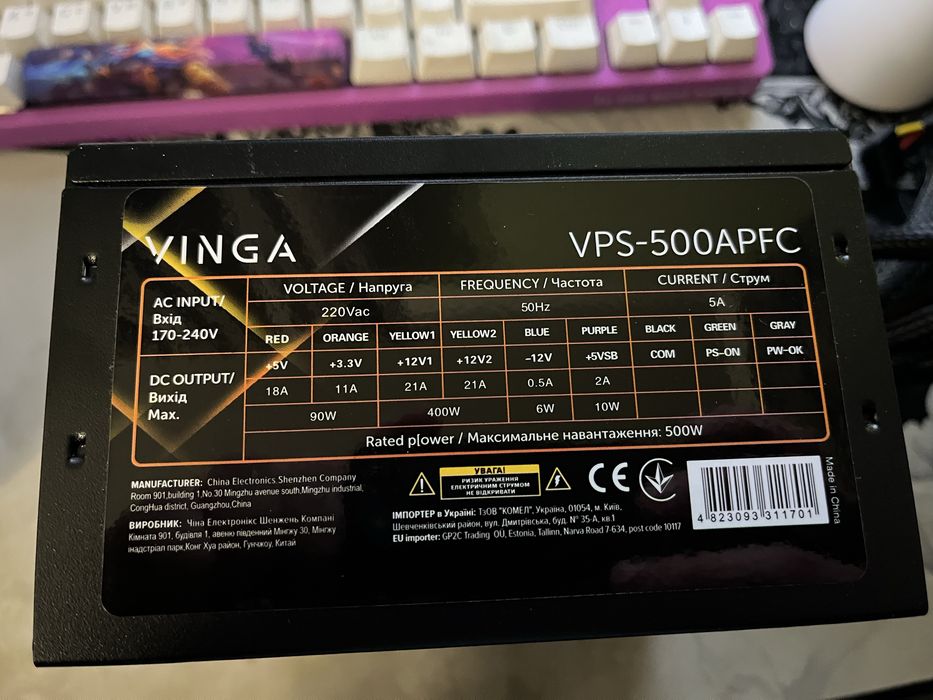 VINGA
VPS-500APFC
AC INPUT/ Вхід 170-240V
VOLTAGE / Напруга FREQUENCY / Частота CURRENT / Струм
220Vac 50Hz 5A
DC OUTPUT/ Вихід Max.
RED ORANGE YELLOW1 YELLOW2 BLUE PURPLE BLACK GREEN GRAY
+5V +3.3V +12V1 +12V2 -12V +5VSB COM PS-ON PW-OK
18A 11A 21A 21A 0.5A 2A
90W 400W 6W 10W
Rated plower / Максимальне навантаження: 500W
MANUFACTURER: China Electronics Shenzhen Company
Room 901,building 1,No.30 Mingzhu avenue south,Mingzhu industrial,
CongHua district, Guangzhou,China
ВИРОБНИК: Чіна Електронікс Шенжень Компані
Кімната 901, будівля 1, авеню південний Мінгжу 30, Мінгжу
індастріал парк,Конг Хуа район, Гунчжоу, Китай
УВАГА!
РИЗИК УРАЖЕННЯ
ЕЛЕКТРИЧНИМ СТРУМОМ
НЕ ВІДКРИВАТИ
CE
ІМПОРТЕР в Україні: ТзОВ "КОМЕЛ", Україна, 01054, м. Київ,
Шевченківський район, вул. Дмитрівська, буд. № 35 А, кв.1
EU importer: GP2C Trading OU, Estonia, Tallinn, Narva Road 7-634, post code 10117
4 823093 311701
Made in China